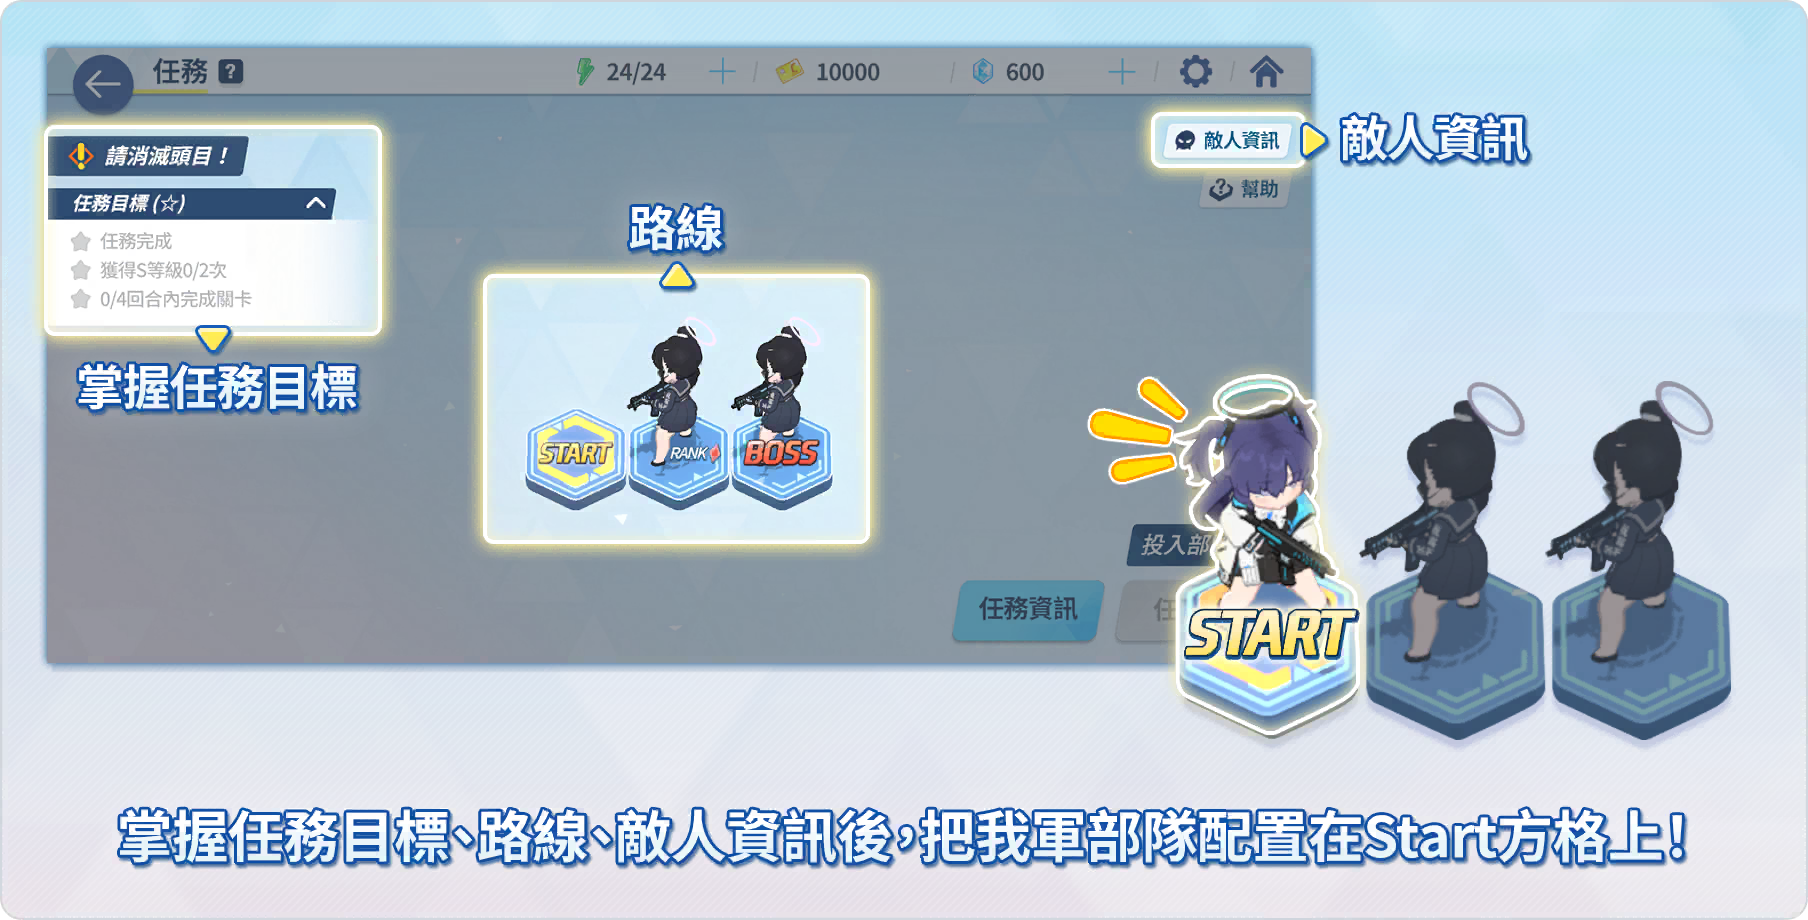 任務 ?
24/24
10000
600
請消滅頭目！
任務目標(☆)
任務完成
獲得S等級0/2次
0/4回合內完成關卡
掌握任務目標
路線
START
RANK
BOSS
敵人資訊
敵人資訊
幫助
投入部
任務資訊
任
START
掌握任務目標、路線、敵人資訊後，把我軍部隊配置在Start方格上！